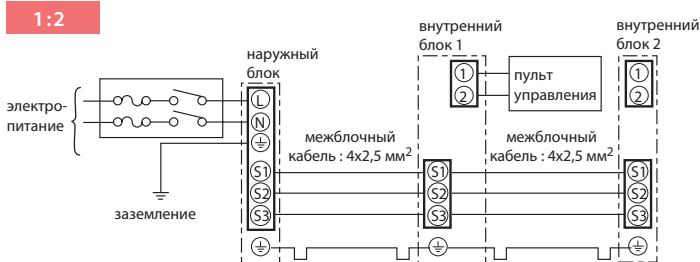 1:2
наружный
блок
внутренний
блок 1
внутренний
блок 2
электро-
питание
L
N
S1
S2
S3
заземление
межблочный
кабель : 4x2,5 мм²
1
2
пульт
управления
S1
S2
S3
межблочный
кабель : 4x2,5 мм²
1
2
S1
S2
S3